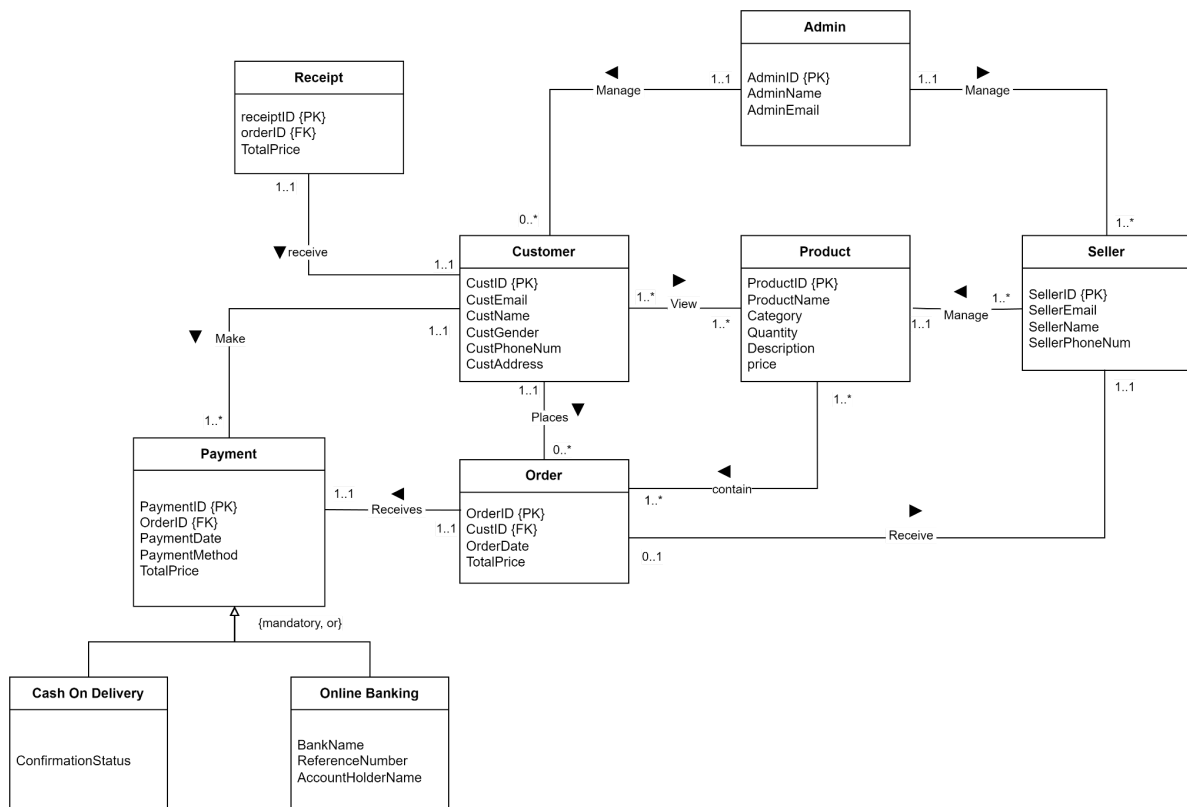 Admin
AdminID {PK}
AdminName
AdminEmail
1..1
Manage
1..1
Manage
Receipt
receiptID {PK}
orderID {FK}
TotalPrice
1..1
receive
1..1
0..*
1..*
Customer
CustID {PK}
CustEmail
CustName
CustGender
CustPhoneNum
CustAddress
1..*
View
1..*
Product
ProductID {PK}
ProductName
Category
Quantity
Description
price
1..1
Manage
1..*
Seller
SellerID {PK}
SellerEmail
SellerName
SellerPhoneNum
Make
1..1
1..*
1..1
Places
0..*
1..*
contain
1..*
1..1
Receive
0..1
Payment
PaymentID {PK}
OrderID {FK}
PaymentDate
PaymentMethod
TotalPrice
1..1
Receives
1..1
Order
OrderID {PK}
CustID {FK}
OrderDate
TotalPrice
{mandatory, or}
Cash On Delivery
ConfirmationStatus
Online Banking
BankName
ReferenceNumber
AccountHolderName